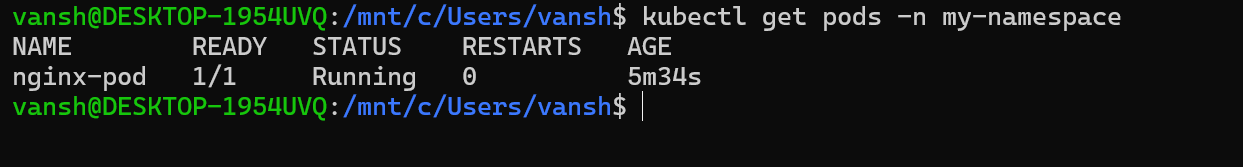 vansh@DESKTOP-1954UVQ:/mnt/c/Users/vansh$ kubectl get pods -n my-namespace
NAME        READY   STATUS    RESTARTS   AGE
nginx-pod   1/1     Running   0          5m34s
vansh@DESKTOP-1954UVQ:/mnt/c/Users/vansh$